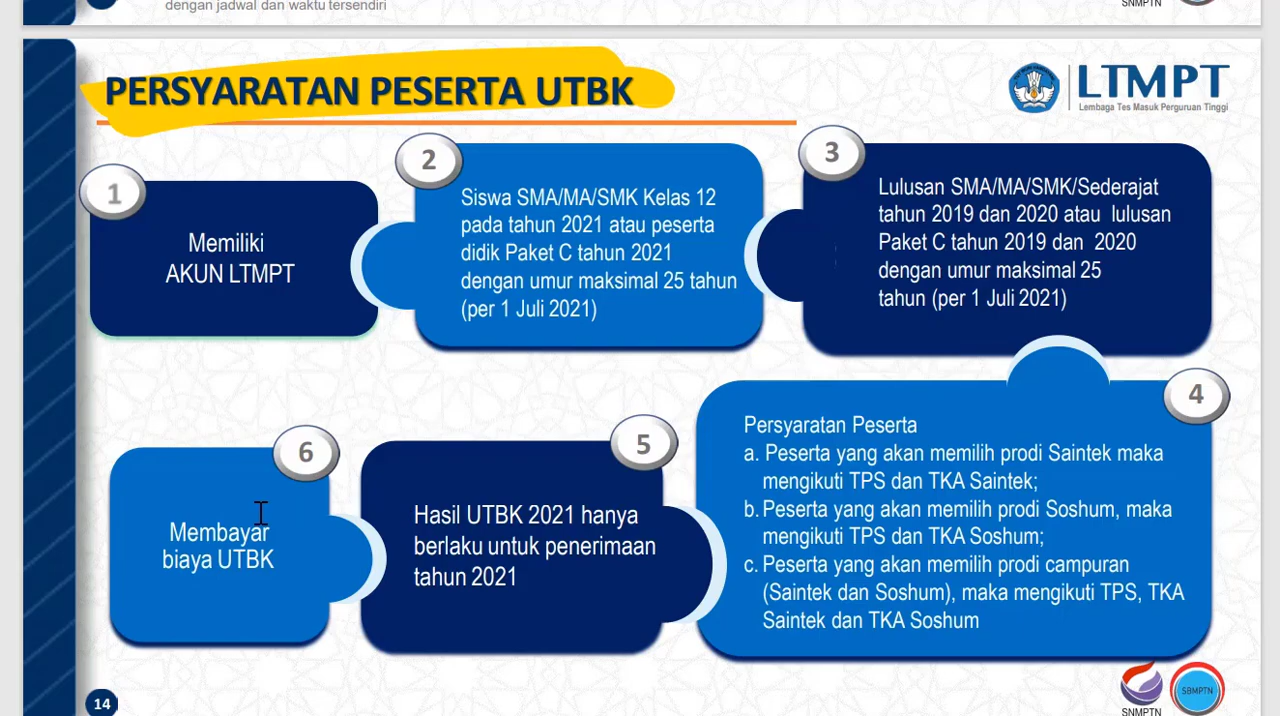 dengan jadwal dan waktu tersendiri
SNMPTN
PERSYARATAN PESERTA UTBK
LTMPT
Lembaga Tes Masuk Perguruan Tinggi
1
Memiliki
AKUN LTMPT
2
Siswa SMA/MA/SMK Kelas 12
pada tahun 2021 atau peserta
didik Paket C tahun 2021
dengan umur maksimal 25 tahun
(per 1 Juli 2021)
3
Lulusan SMA/MA/SMK/Sederajat
tahun 2019 dan 2020 atau lulusan
Paket C tahun 2019 dan 2020
dengan umur maksimal 25
tahun (per 1 Juli 2021)
4
Persyaratan Peserta
a. Peserta yang akan memilih prodi Saintek maka
mengikuti TPS dan TKA Saintek;
b. Peserta yang akan memilih prodi Soshum, maka
mengikuti TPS dan TKA Soshum;
c. Peserta yang akan memilih prodi campuran
(Saintek dan Soshum), maka mengikuti TPS, TKA
Saintek dan TKA Soshum
5
Hasil UTBK 2021 hanya
berlaku untuk penerimaan
tahun 2021
6
Membayar
biaya UTBK
14
SNMPTN
SBMPTN